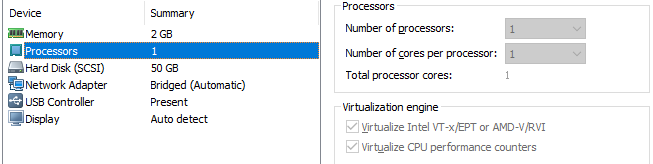 Device Summary
Memory 2 GB
Processors 1
Hard Disk (SCSI) 50 GB
Network Adapter Bridged (Automatic)
USB Controller Present
Display Auto detect
Processors
Number of processors: 1
Number of cores per processor: 1
Total processor cores: 1
Virtualization engine
Virtualize Intel VT-x/EPT or AMD-V/RVI
Virtualize CPU performance counters